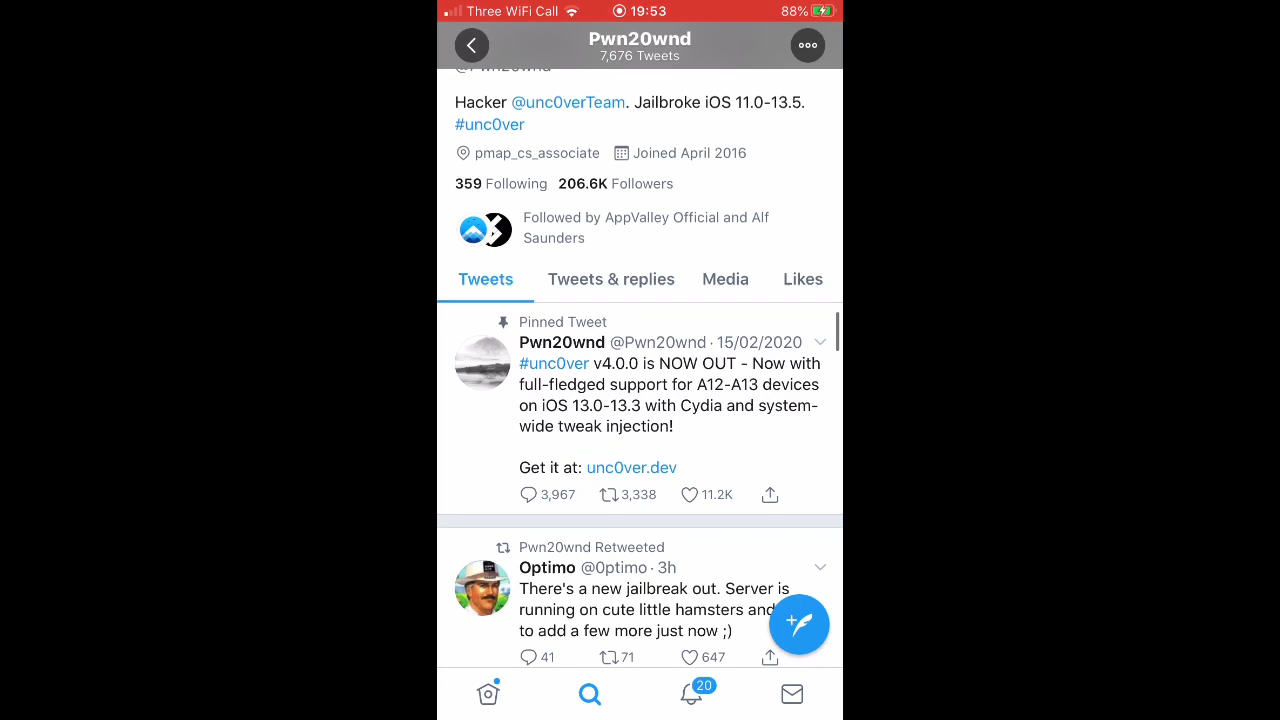 Three WiFi Call 19:53 88%
Pwn20wnd
7,676 Tweets
@Pwn20wnd
Hacker @unc0verTeam. Jailbroke iOS 11.0-13.5.
#unc0ver
pmap_cs_associate Joined April 2016
359 Following 206.6K Followers
Followed by AppValley Official and Alf
Saunders
Tweets Tweets & replies Media Likes
Pinned Tweet
Pwn20wnd @Pwn20wnd · 15/02/2020
#unc0ver v4.0.0 is NOW OUT - Now with
full-fledged support for A12-A13 devices
on iOS 13.0-13.3 with Cydia and system-
wide tweak injection!
Get it at: unc0ver.dev
3,967 3,338 11.2K
Pwn20wnd Retweeted
Optimo @0ptimo · 3h
There's a new jailbreak out. Server is
running on cute little hamsters and
to add a few more just now ;)
41 71 647
20